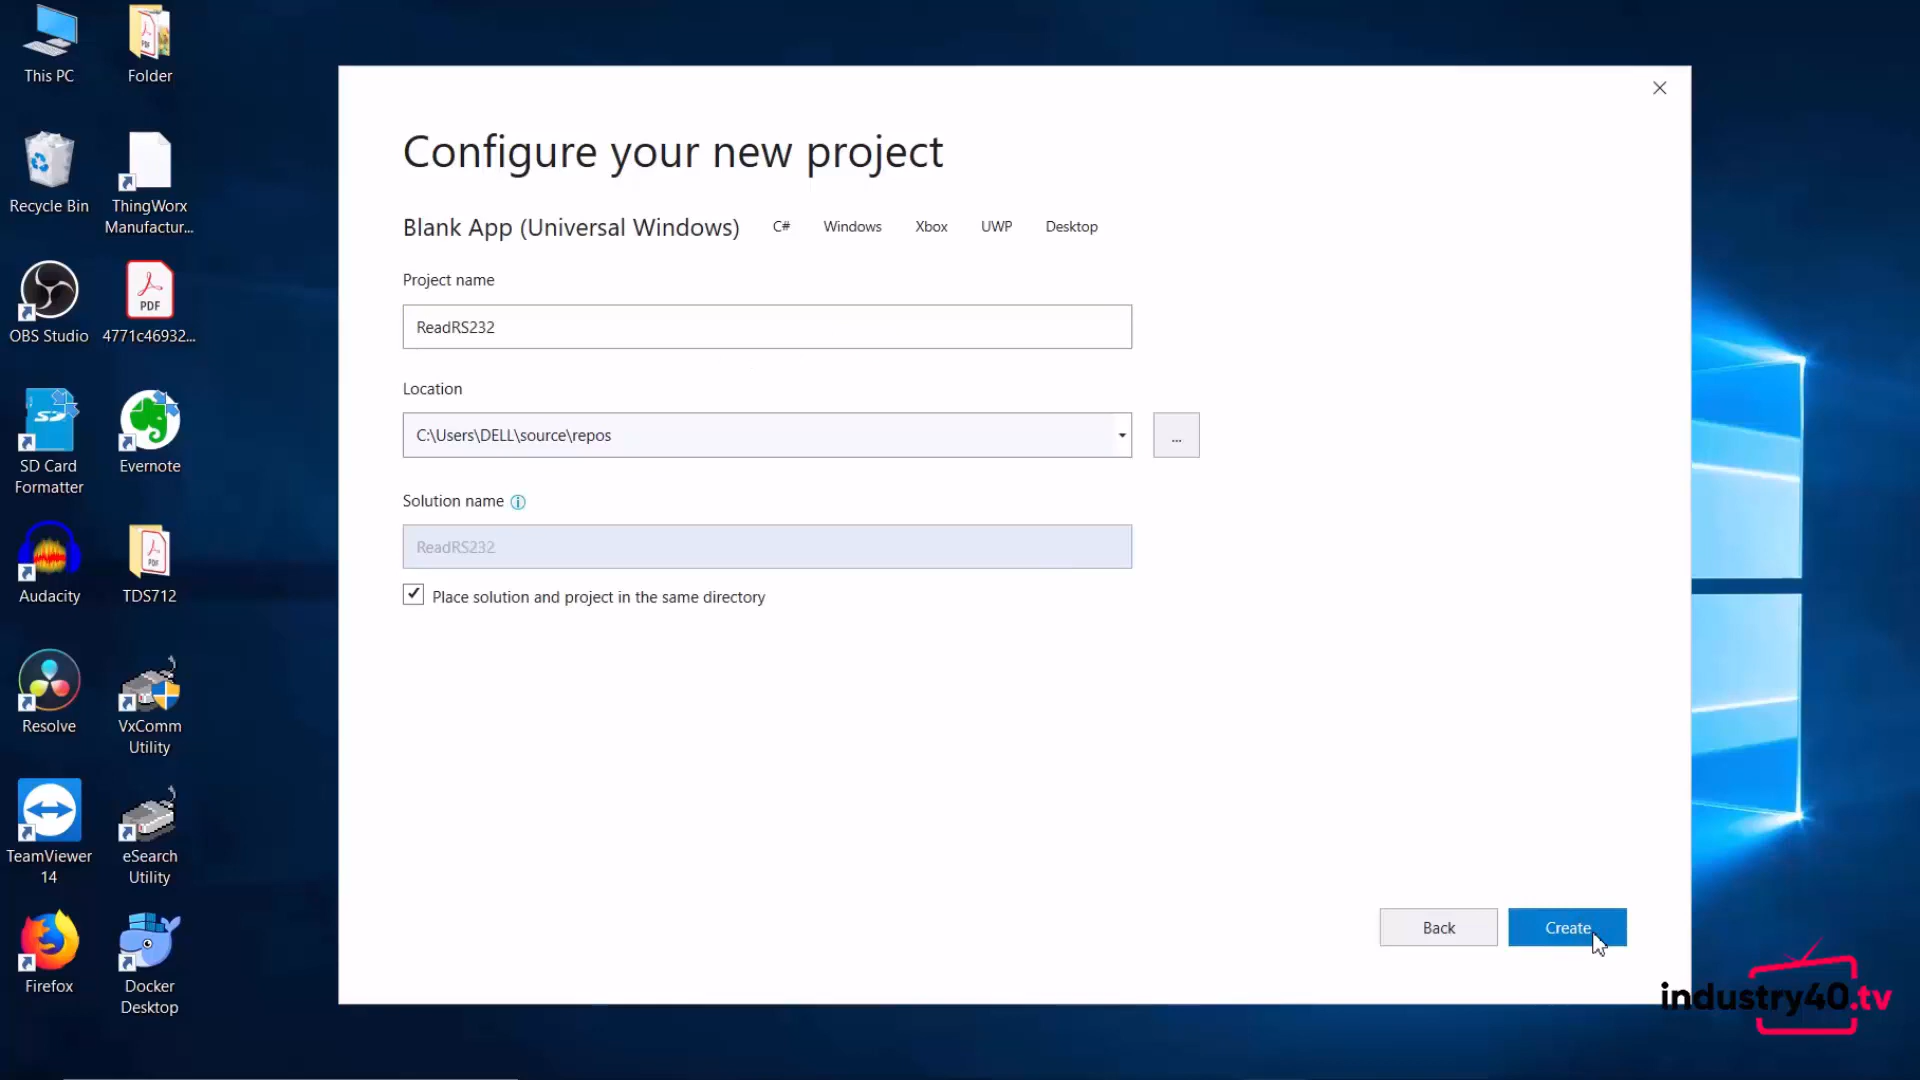 This PC
Folder
Recycle Bin
ThingWorx
Manufactur...
OBS Studio
PDF
4771c46932...
SD Card
Formatter
Evernote
Audacity
TDS712
Resolve
VxComm
Utility
TeamViewer
14
eSearch
Utility
Firefox
Docker
Desktop
Configure your new project
Blank App (Universal Windows) C# Windows Xbox UWP Desktop
Project name
ReadRS232
Location
C:\Users\DELL\source\repos
...
Solution name
ReadRS232
Place solution and project in the same directory
Back
Create
industry40.tv